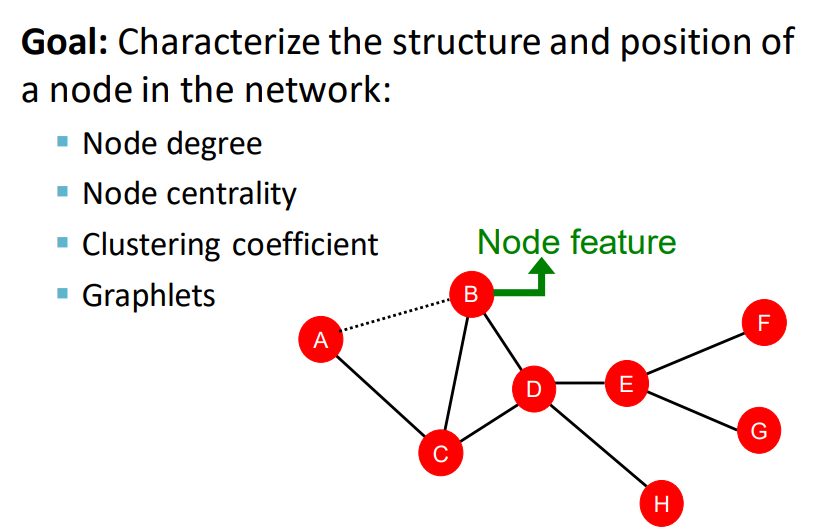 Goal: Characterize the structure and position of
a node in the network:
▪ Node degree
▪ Node centrality
▪ Clustering coefficient
▪ Graphlets
Node feature
B
A
F
D
E
G
C
H